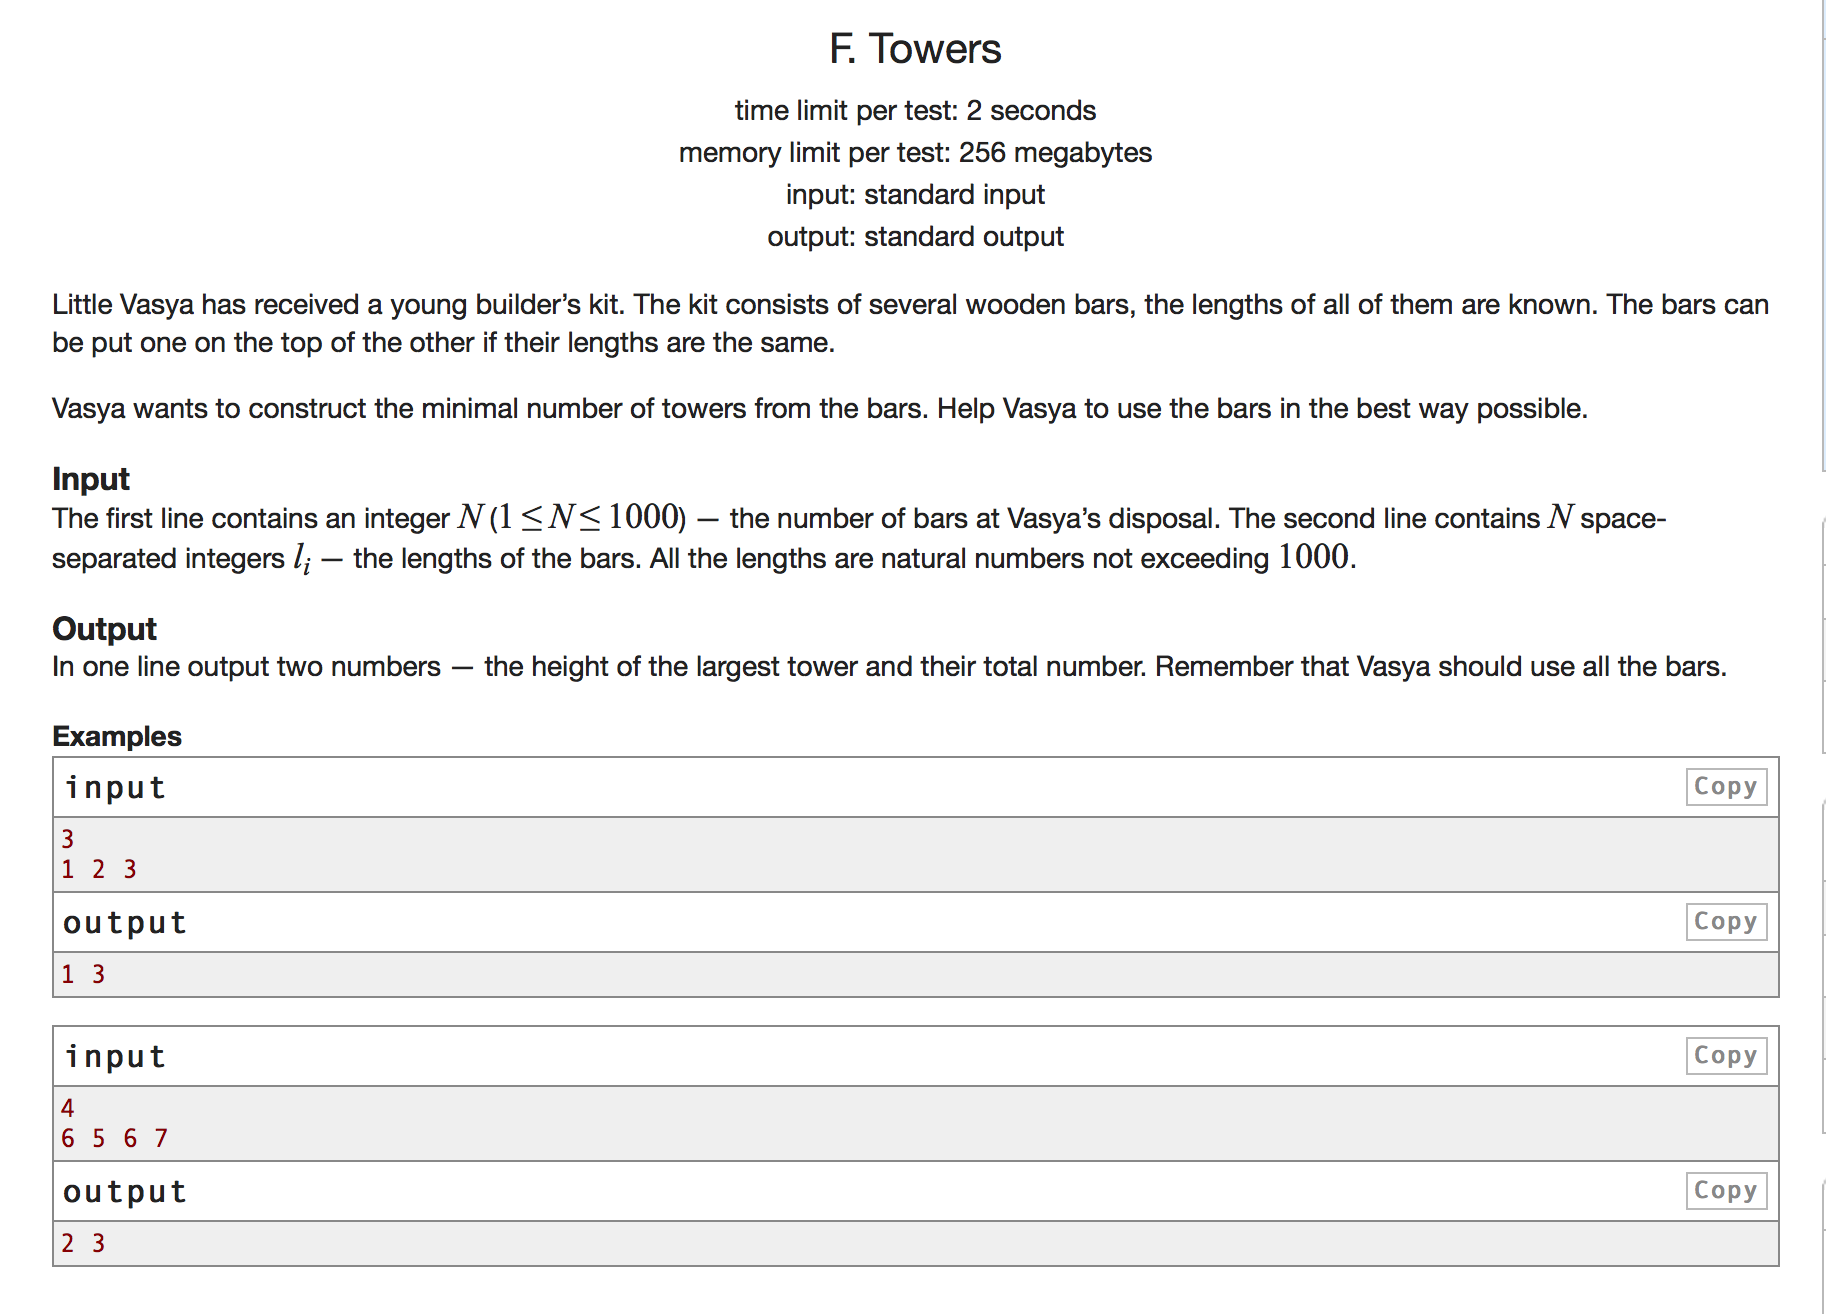 F. Towers
time limit per test: 2 seconds
memory limit per test: 256 megabytes
input: standard input
output: standard output
Little Vasya has received a young builder’s kit. The kit consists of several wooden bars, the lengths of all of them are known. The bars can
be put one on the top of the other if their lengths are the same.
Vasya wants to construct the minimal number of towers from the bars. Help Vasya to use the bars in the best way possible.
Input
The first line contains an integer N (1 ≤ N ≤ 1000) — the number of bars at Vasya’s disposal. The second line contains N space-
separated integers lᵢ — the lengths of the bars. All the lengths are natural numbers not exceeding 1000.
Output
In one line output two numbers — the height of the largest tower and their total number. Remember that Vasya should use all the bars.
Examples
input Copy
3
1 2 3
output Copy
1 3
input Copy
4
6 5 6 7
output Copy
2 3